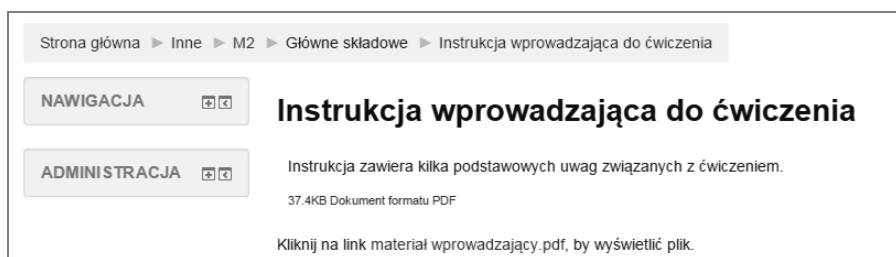 Strona główna ► Inne ► M2 ► Główne składowe ► Instrukcja wprowadzająca do ćwiczenia
NAWIGACJA
Instrukcja wprowadzająca do ćwiczenia
ADMINISTRACJA
Instrukcja zawiera kilka podstawowych uwag związanych z ćwiczeniem.
37.4KB Dokument formatu PDF
Kliknij na link materiał wprowadzający.pdf, by wyświetlić plik.